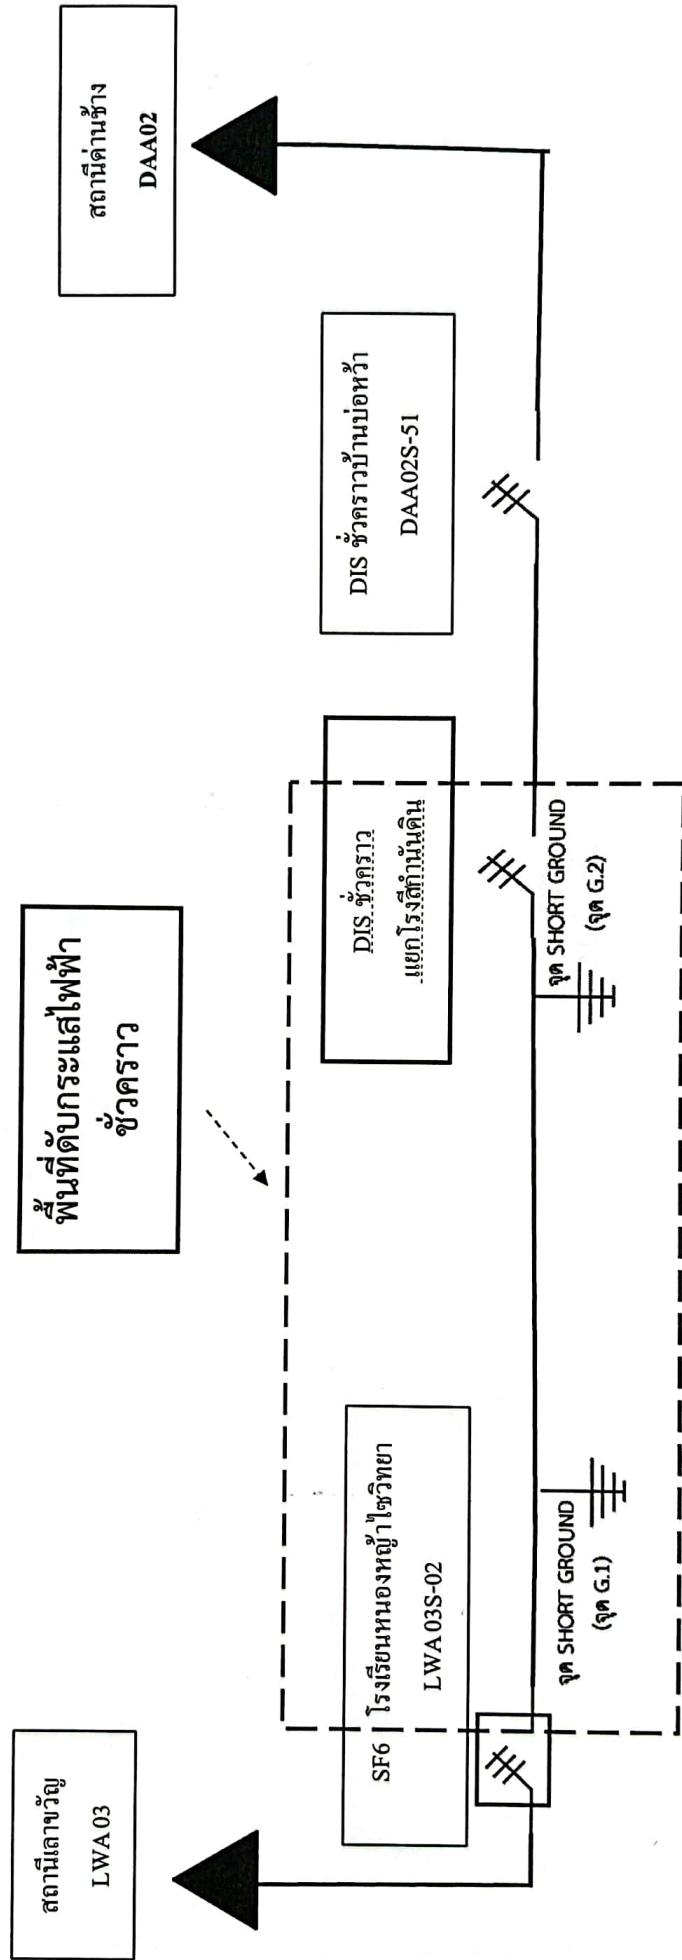 สถานีเลาขวัญ
LWA03
พื้นที่ดับกระแสไฟฟ้า
ชั่วคราว
สถานีด่านช้าง
DAA02
SF6 โรงเรียนหนองหญ้าไซวิทยา
LWA03S-02
DIS ชั่วคราว
แยกโรงสีกำนันดิน
DIS ชั่วคราวบ้านบ่อหว้า
DAA02S-51
จุด SHORT GROUND
(จุด G.1)
จุด SHORT GROUND
(จุด G.2)